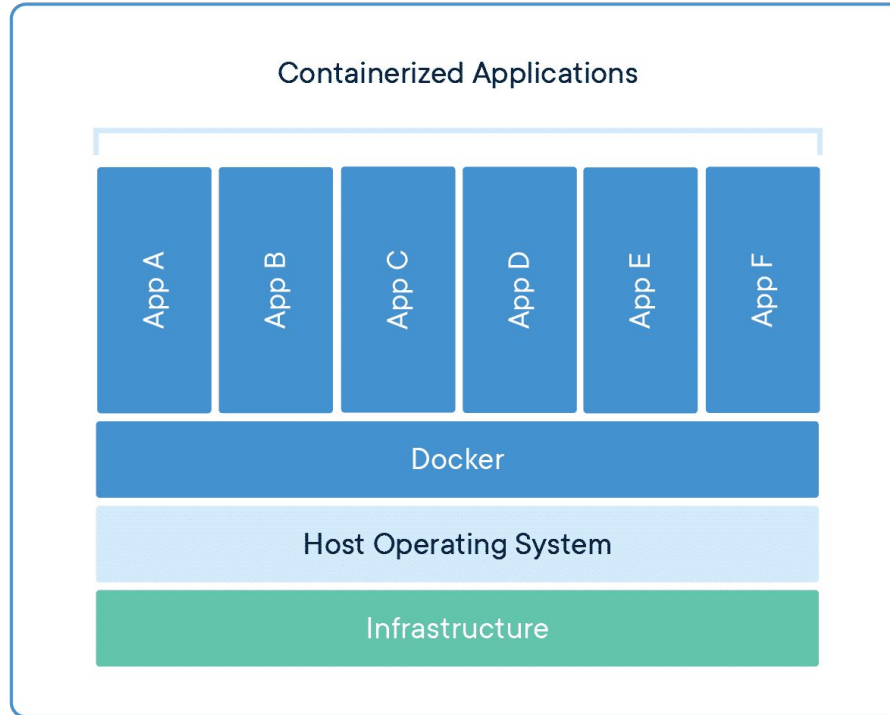 Containerized Applications
App A
App B
App C
App D
App E
App F
Docker
Host Operating System
Infrastructure